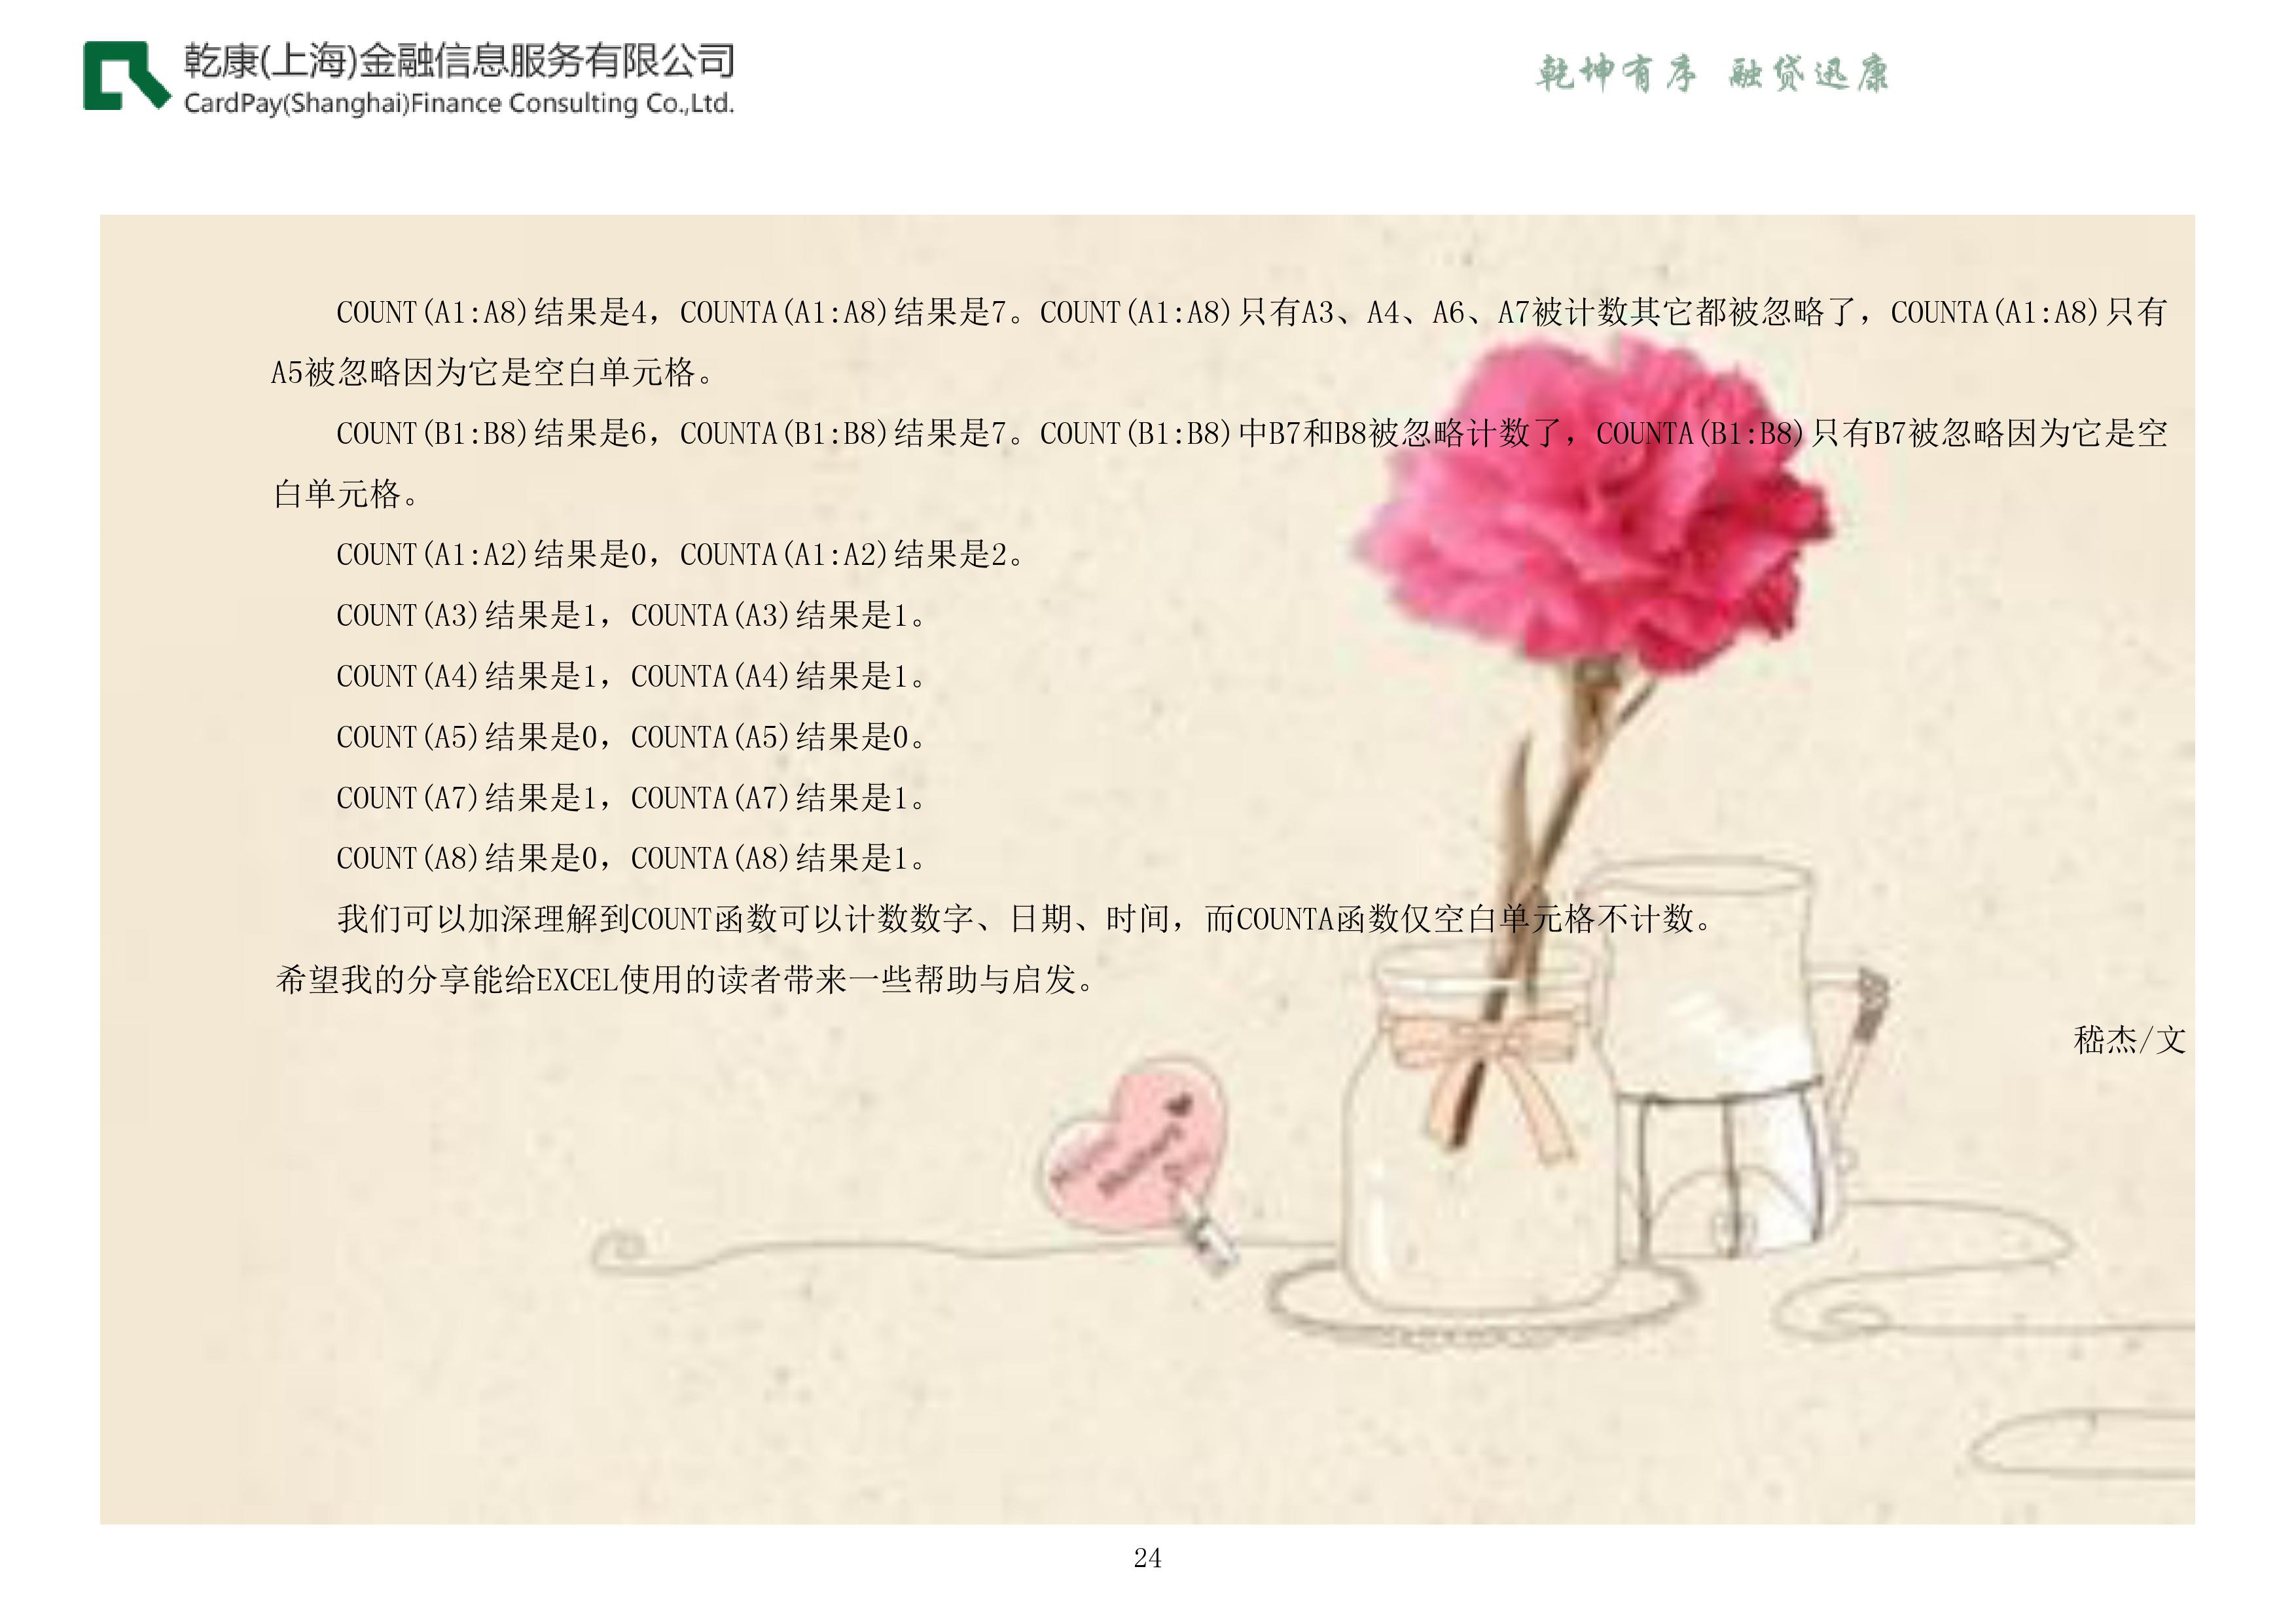 乾康(上海)金融信息服务有限公司
CardPay(Shanghai)Finance Consulting Co.,Ltd.
乾坤有序 融贷迅康
COUNT(A1:A8)结果是4，COUNTA(A1:A8)结果是7。COUNT(A1:A8)只有A3、A4、A6、A7被计数其它都被忽略了，COUNTA(A1:A8)只有
A5被忽略因为它是空白单元格。
COUNT(B1:B8)结果是6，COUNTA(B1:B8)结果是7。COUNT(B1:B8)中B7和B8被忽略计数了，COUNTA(B1:B8)只有B7被忽略因为它是空
白单元格。
COUNT(A1:A2)结果是0，COUNTA(A1:A2)结果是2。
COUNT(A3)结果是1，COUNTA(A3)结果是1。
COUNT(A4)结果是1，COUNTA(A4)结果是1。
COUNT(A5)结果是0，COUNTA(A5)结果是0。
COUNT(A7)结果是1，COUNTA(A7)结果是1。
COUNT(A8)结果是0，COUNTA(A8)结果是1。
我们可以加深理解到COUNT函数可以计数数字、日期、时间，而COUNTA函数仅空白单元格不计数。
希望我的分享能给EXCEL使用的读者带来一些帮助与启发。
嵇杰/文
24